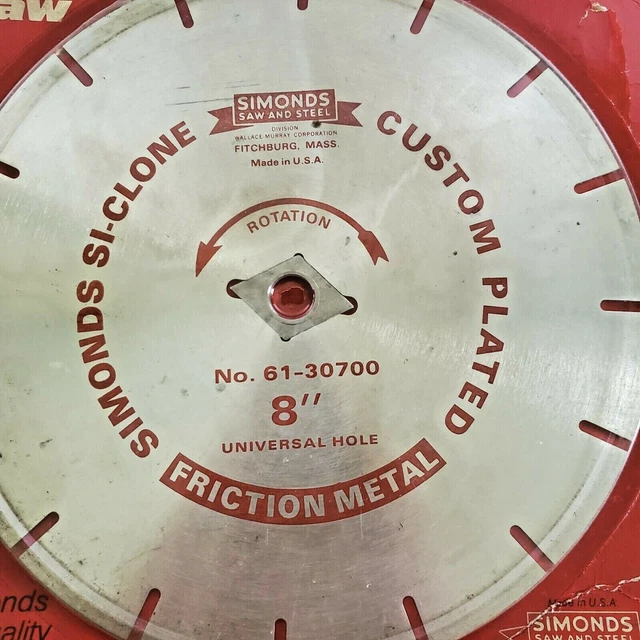 aw
SIMONDS
SAW AND STEEL
DIVISION
WALLACE-MURRAY CORPORATION
FITCHBURG, MASS.
Made in U.S.A.
SIMONDS SI-CLONE
CUSTOM PLATED
ROTATION
No. 61-30700
8"
UNIVERSAL HOLE
FRICTION METAL
onds
ality
Made in U.S.A
SIMONDS
SAW AND STEE